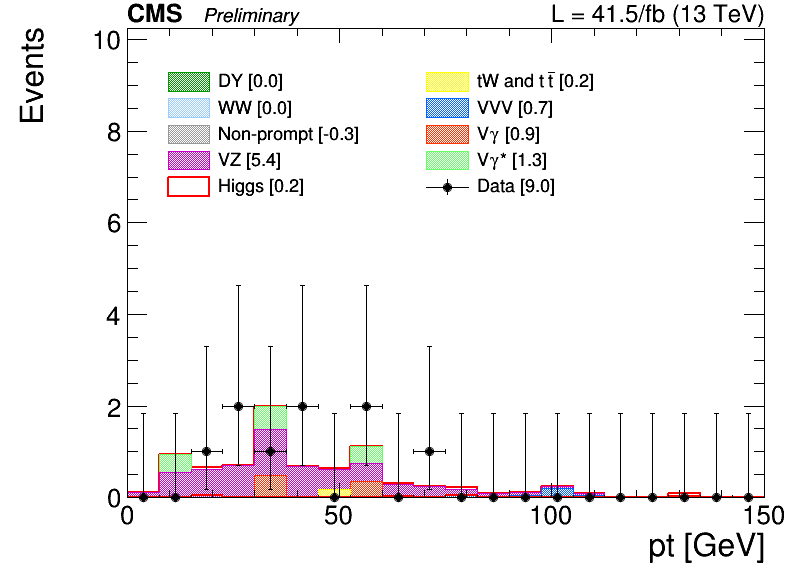 CMS Preliminary L = 41.5/fb (13 TeV)
Events
10
8
6
4
2
0
DY [0.0]
WW [0.0]
Non-prompt [-0.3]
VZ [5.4]
Higgs [0.2]
tW and tt̅ [0.2]
VVV [0.7]
Vγ [0.9]
Vγ* [1.3]
Data [9.0]
0 50 100 150
pt [GeV]